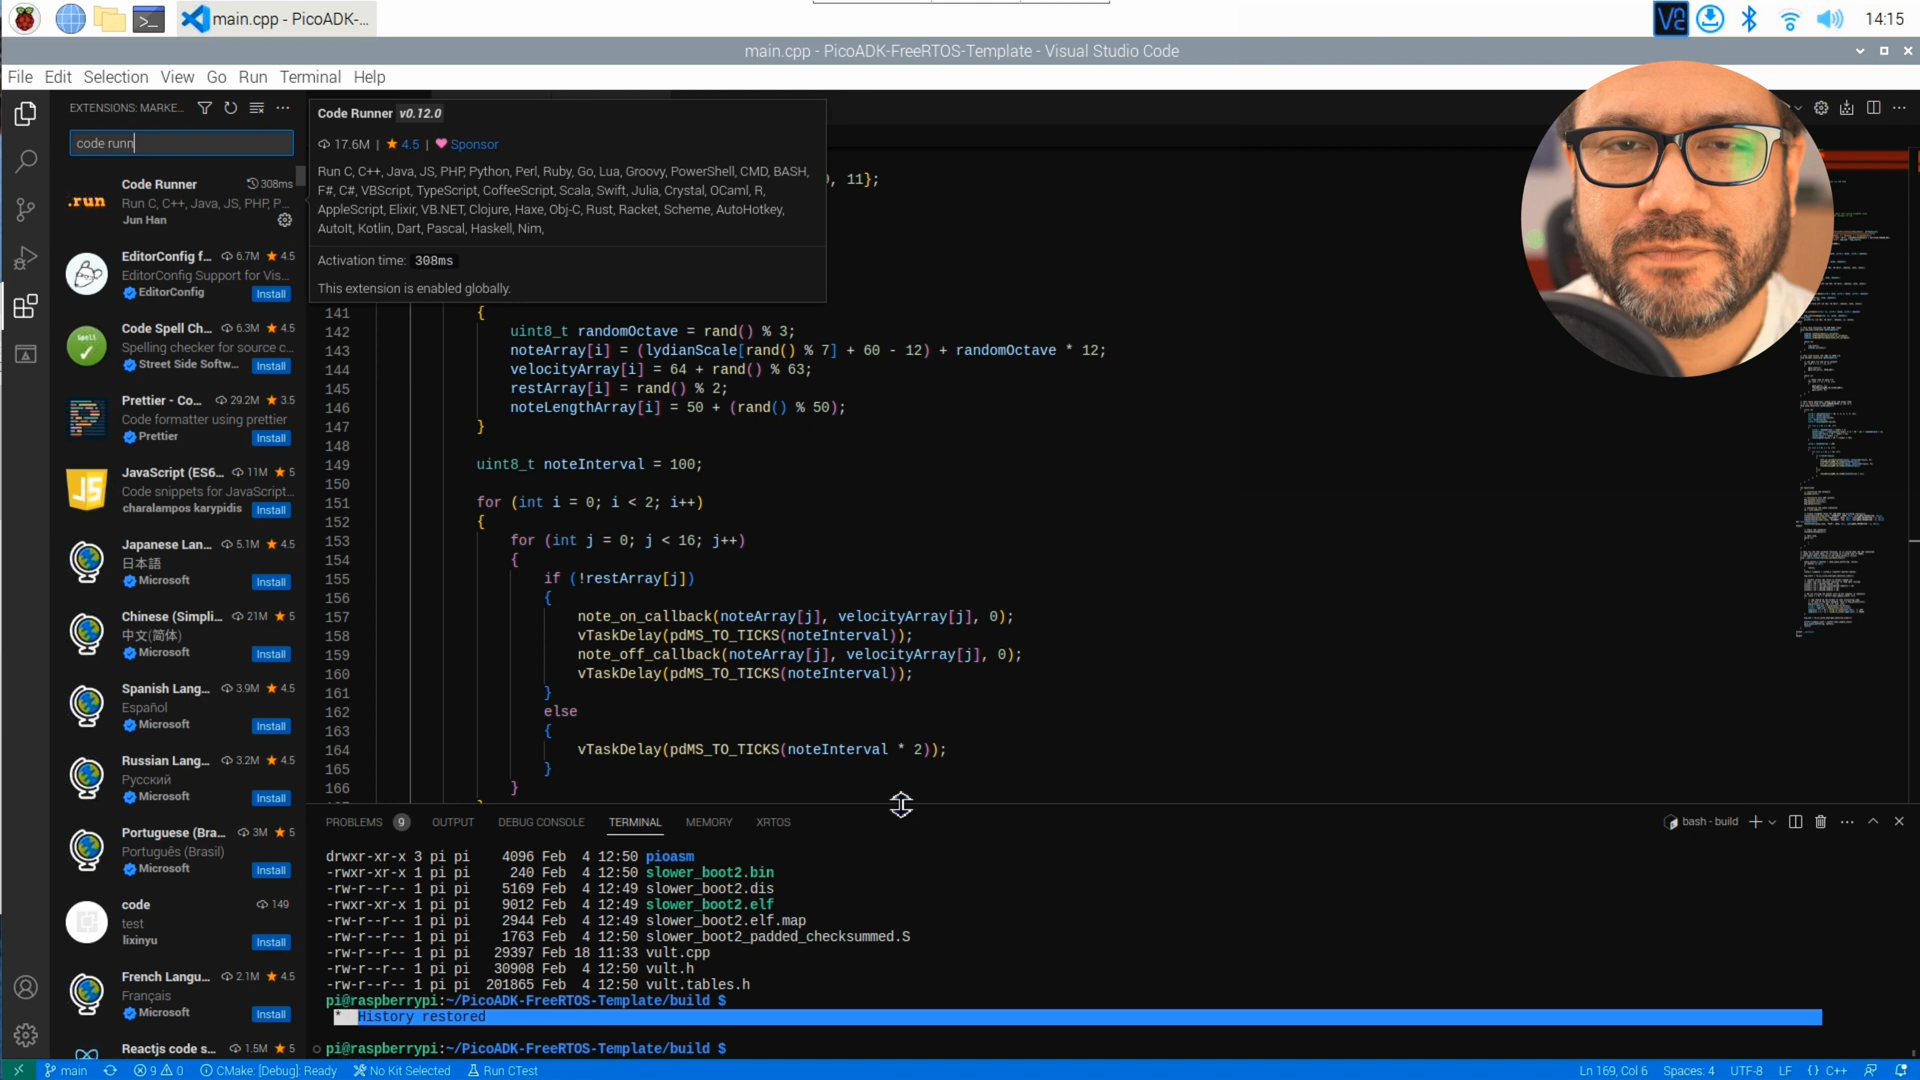 main.cpp - PicoADK-...
14:15
main.cpp - PicoADK-FreeRTOS-Template - Visual Studio Code
File Edit Selection View Go Run Terminal Help
EXTENSIONS: MARKE...
code runn
Code Runner 308ms
.run
Run C, C++, Java, JS, PHP, P...
Jun Han
EditorConfig f... 6.7M 4.5
EditorConfig Support for Vis...
EditorConfig Install
Code Spell Ch... 6.3M 4.5
Spell
Spelling checker for source c...
Street Side Softw... Install
Prettier - Co... 29.2M 3.5
Code formatter using prettier
Prettier Install
JavaScript (ES6... 11M 5
JS
Code snippets for JavaScript...
charalampos karypidis Install
Japanese Lan... 5.1M 4.5
日本語
Microsoft Install
Chinese (Simpli... 21M 5
中文(简体)
Microsoft Install
Spanish Lang... 3.9M 4.5
Español
Microsoft Install
Russian Lang... 3.2M 4.5
Русский
Microsoft Install
Portuguese (Bra... 3M 5
Português (Brasil)
Microsoft Install
code 149
test
lixinyu Install
French Langu... 2.1M 4.5
Français
Microsoft Install
Reactjs code s... 1.5M 5
Code Runner v0.12.0
17.6M | 4.5 | Sponsor
Run C, C++, Java, JS, PHP, Python, Perl, Ruby, Go, Lua, Groovy, PowerShell, CMD, BASH,
F#, C#, VBScript, TypeScript, CoffeeScript, Scala, Swift, Julia, Crystal, OCaml, R,
AppleScript, Elixir, VB.NET, Clojure, Haxe, Obj-C, Rust, Racket, Scheme, AutoHotkey,
AutoIt, Kotlin, Dart, Pascal, Haskell, Nim,
Activation time: 308ms
This extension is enabled globally.
, 11};
141 {
142 uint8_t randomOctave = rand() % 3;
143 noteArray[i] = (lydianScale[rand() % 7] + 60 - 12) + randomOctave * 12;
144 velocityArray[i] = 64 + rand() % 63;
145 restArray[i] = rand() % 2;
146 noteLengthArray[i] = 50 + (rand() % 50);
147 }
148
149 uint8_t noteInterval = 100;
150
151 for (int i = 0; i < 2; i++)
152 {
153 for (int j = 0; j < 16; j++)
154 {
155 if (!restArray[j])
156 {
157 note_on_callback(noteArray[j], velocityArray[j], 0);
158 vTaskDelay(pdMS_TO_TICKS(noteInterval));
159 note_off_callback(noteArray[j], velocityArray[j], 0);
160 vTaskDelay(pdMS_TO_TICKS(noteInterval));
161 }
162 else
163 {
164 vTaskDelay(pdMS_TO_TICKS(noteInterval * 2));
165 }
166 }
PROBLEMS 9 OUTPUT DEBUG CONSOLE TERMINAL MEMORY XRTOS
bash - build
drwxr-xr-x 3 pi pi 4096 Feb 4 12:50 pioasm
-rwxr-xr-x 1 pi pi 240 Feb 4 12:50 slower_boot2.bin
-rw-r--r-- 1 pi pi 5169 Feb 4 12:49 slower_boot2.dis
-rwxr-xr-x 1 pi pi 9012 Feb 4 12:49 slower_boot2.elf
-rw-r--r-- 1 pi pi 2944 Feb 4 12:49 slower_boot2.elf.map
-rw-r--r-- 1 pi pi 1763 Feb 4 12:50 slower_boot2_padded_checksummed.S
-rw-r--r-- 1 pi pi 29397 Feb 18 11:33 vult.cpp
-rw-r--r-- 1 pi pi 30908 Feb 4 12:50 vult.h
-rw-r--r-- 1 pi pi 201865 Feb 4 12:50 vult.tables.h
pi@raspberrypi:~/PicoADK-FreeRTOS-Template/build $
* History restored
pi@raspberrypi:~/PicoADK-FreeRTOS-Template/build $
main 9 0 CMake: [Debug]: Ready No Kit Selected Run CTest
Ln 169, Col 6 Spaces: 4 UTF-8 LF {} C++